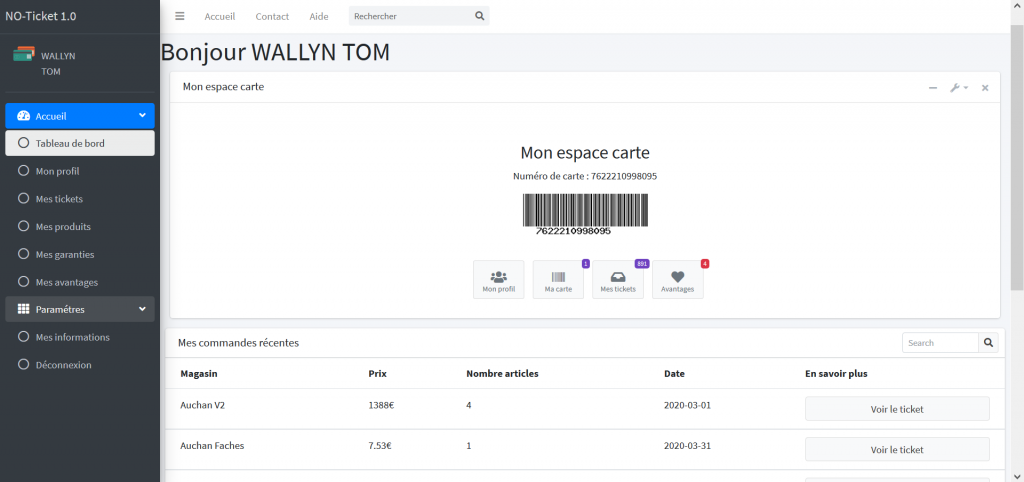 NO-Ticket 1.0
Accueil Contact Aide Rechercher
WALLYN
TOM
Accueil
Tableau de bord
Mon profil
Mes tickets
Mes produits
Mes garanties
Mes avantages
Paramétres
Mes informations
Déconnexion
Bonjour WALLYN TOM
Mon espace carte
Mon espace carte
Numéro de carte : 7622210998095
7622210998095
Mon profil
1
Ma carte
891
Mes tickets
4
Avantages
Mes commandes récentes Search
Magasin Prix Nombre articles Date En savoir plus
Auchan V2 1388€ 4 2020-03-01 Voir le ticket
Auchan Faches 7.53€ 1 2020-03-31 Voir le ticket